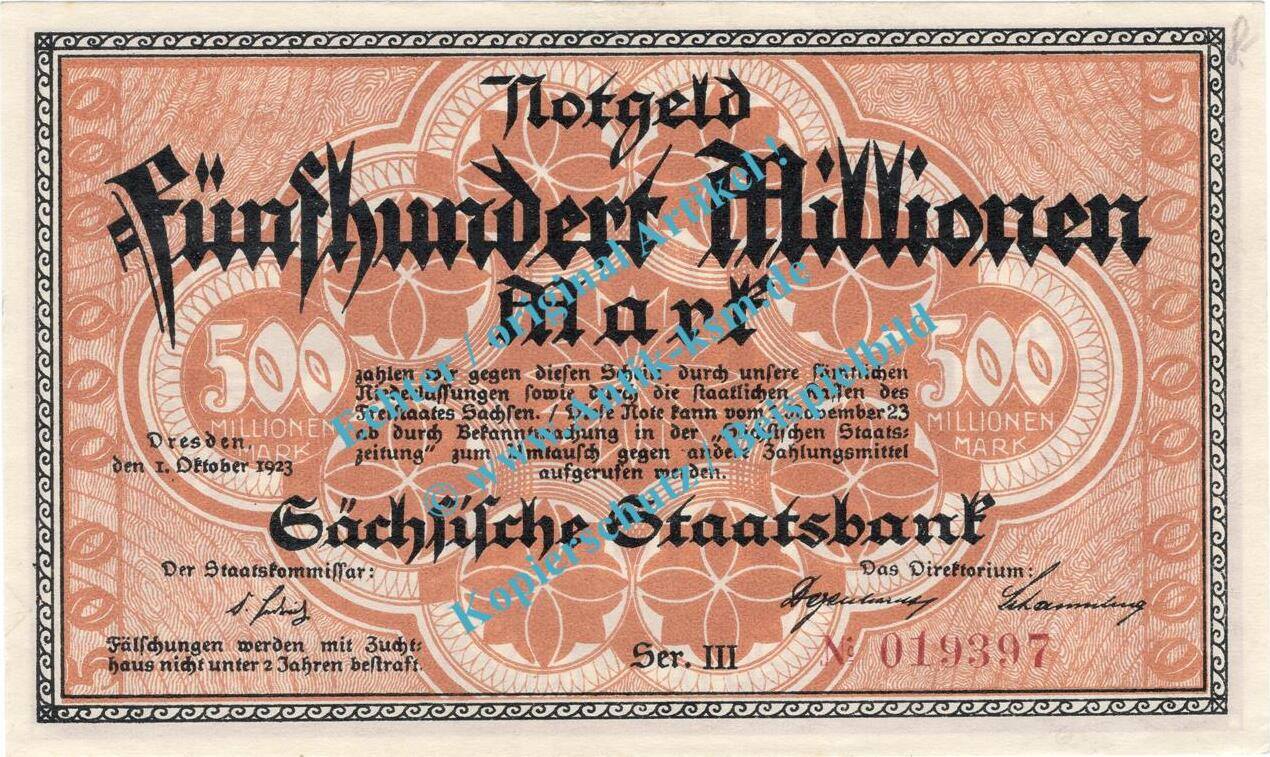 Notgeld
Fünfhundert Millionen
Mark
500
MILLIONEN
MARK
500
MILLIONEN
MARK
zahlen wir gegen diesen Schein durch unsere sämtlichen
Niederlassungen sowie durch die staatlichen Kassen des
Freistaates Sachsen. / Diese Note kann vom November 23
ab durch Bekanntmachung in der „Sächsischen Staats-
zeitung" zum Umtausch gegen andere Zahlungsmittel
aufgerufen werden.
Dresden,
den 1. Oktober 1923
Sächsische Staatsbank
Der Staatskommissar:
Das Direktorium:
Fälschungen werden mit Zucht-
haus nicht unter 2 Jahren bestraft.
Ser. III
№ 019397
Fehler / original Artikel !
© www.Antik-ksm.de
Kopierschutz / Beispielbild